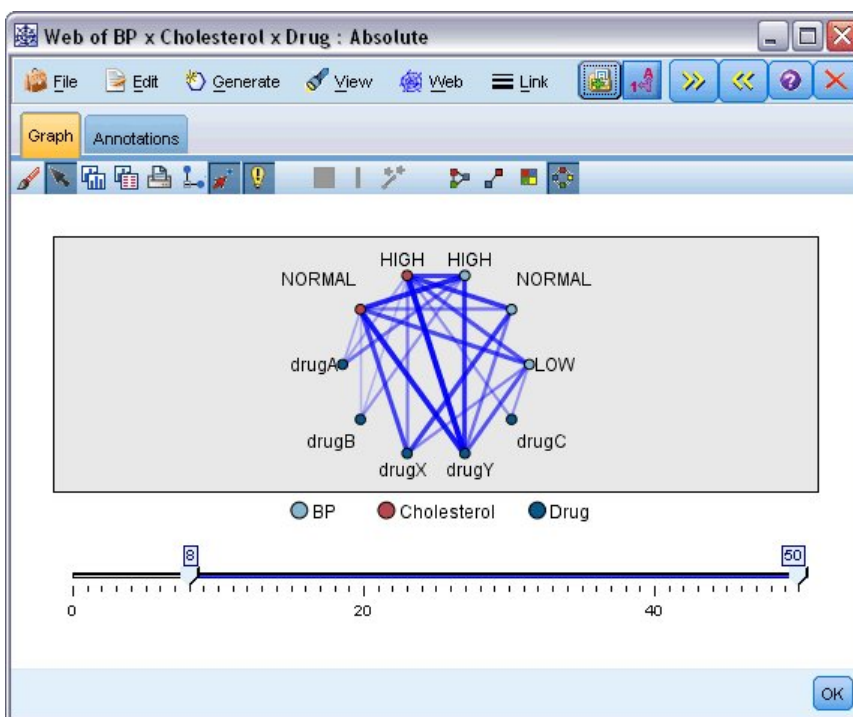 Web of BP x Cholesterol x Drug : Absolute
File Edit Generate View Web Link
Graph Annotations
HIGH HIGH
NORMAL NORMAL
drugA LOW
drugB drugC
drugX drugY
BP Cholesterol Drug
8 50
0 20 40
OK